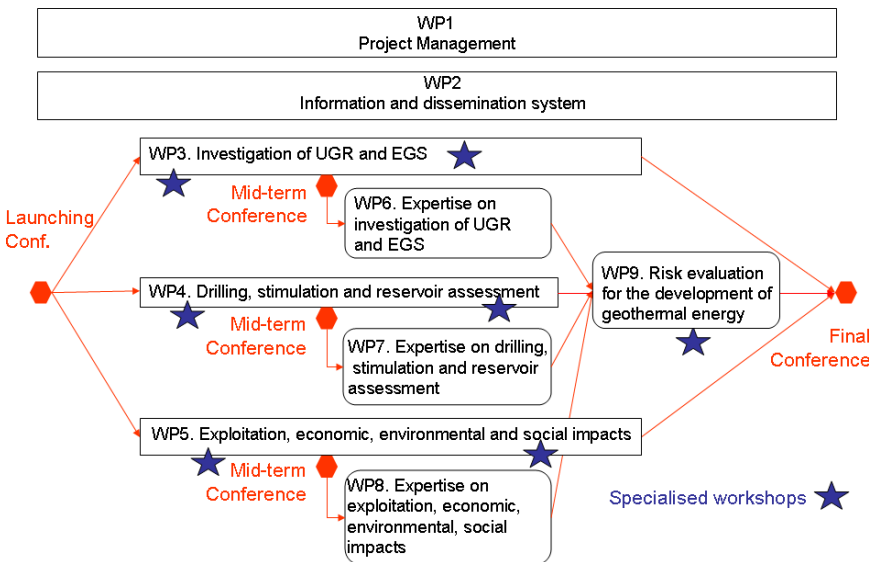 WP1
Project Management
WP2
Information and dissemination system
WP3. Investigation of UGR and EGS
Mid-term
Conference
WP6. Expertise on
investigation of UGR
and EGS
Launching
Conf.
WP9. Risk evaluation
for the development of
geothermal energy
WP4. Drilling, stimulation and reservoir assessment
Mid-term
Conference
WP7. Expertise on drilling,
stimulation and reservoir
assessment
Final
Conference
WP5. Exploitation, economic, environmental and social impacts
Mid-term
Conference
WP8. Expertise on
exploitation, economic,
environmental, social
impacts
Specialised workshops